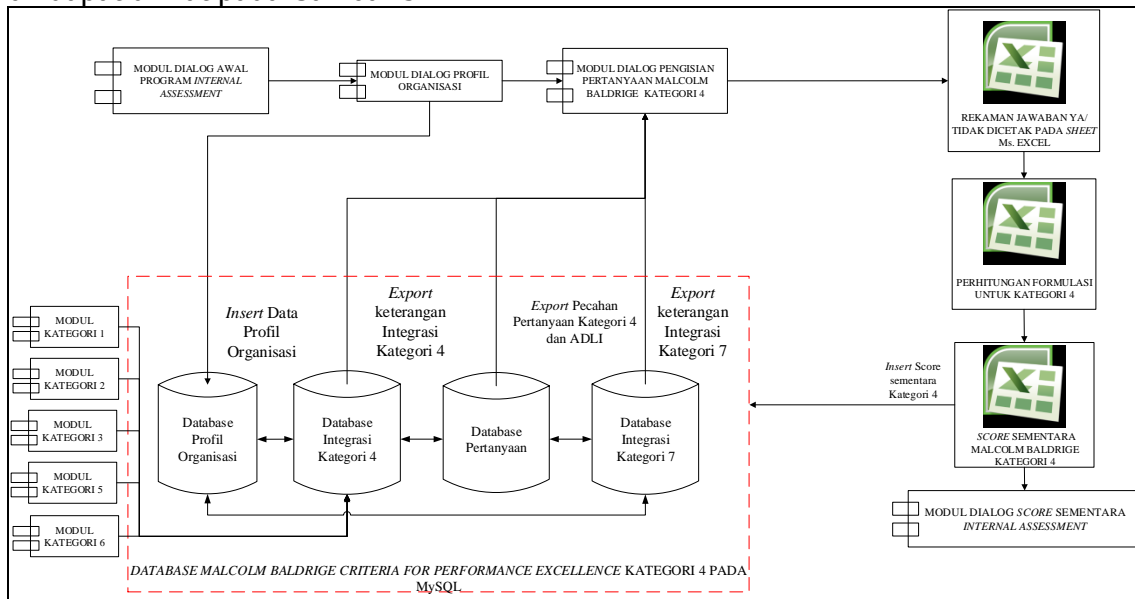 MODUL DIALOG AWAL
PROGRAM INTERNAL
ASSESSMENT
MODUL DIALOG PROFIL
ORGANISASI
MODUL DIALOG PENGISIAN
PERTANYAAN MALCOLM
BALDRIGE KATEGORI 4
REKAMAN JAWABAN YA/
TIDAK DICETAK PADA SHEET
Ms. EXCEL
PERHITUNGAN FORMULASI
UNTUK KATEGORI 4
Insert Data
Profil
Organisasi
Export
keterangan
Integrasi
Kategori 4
Export Pecahan
Pertanyaan Kategori 4
dan ADLI
Export
keterangan
Integrasi
Kategori 7
MODUL
KATEGORI 1
MODUL
KATEGORI 2
MODUL
KATEGORI 3
MODUL
KATEGORI 5
MODUL
KATEGORI 6
Database
Profil
Organisasi
Database
Integrasi
Kategori 4
Database
Pertanyaan
Database
Integrasi
Kategori 7
Insert Score
sementara
Kategori 4
SCORE SEMENTARA
MALCOLM BALDRIGE
KATEGORI 4
MODUL DIALOG SCORE SEMENTARA
INTERNAL ASSESSMENT
DATABASE MALCOLM BALDRIGE CRITERIA FOR PERFORMANCE EXCELLENCE KATEGORI 4 PADA
MySQL